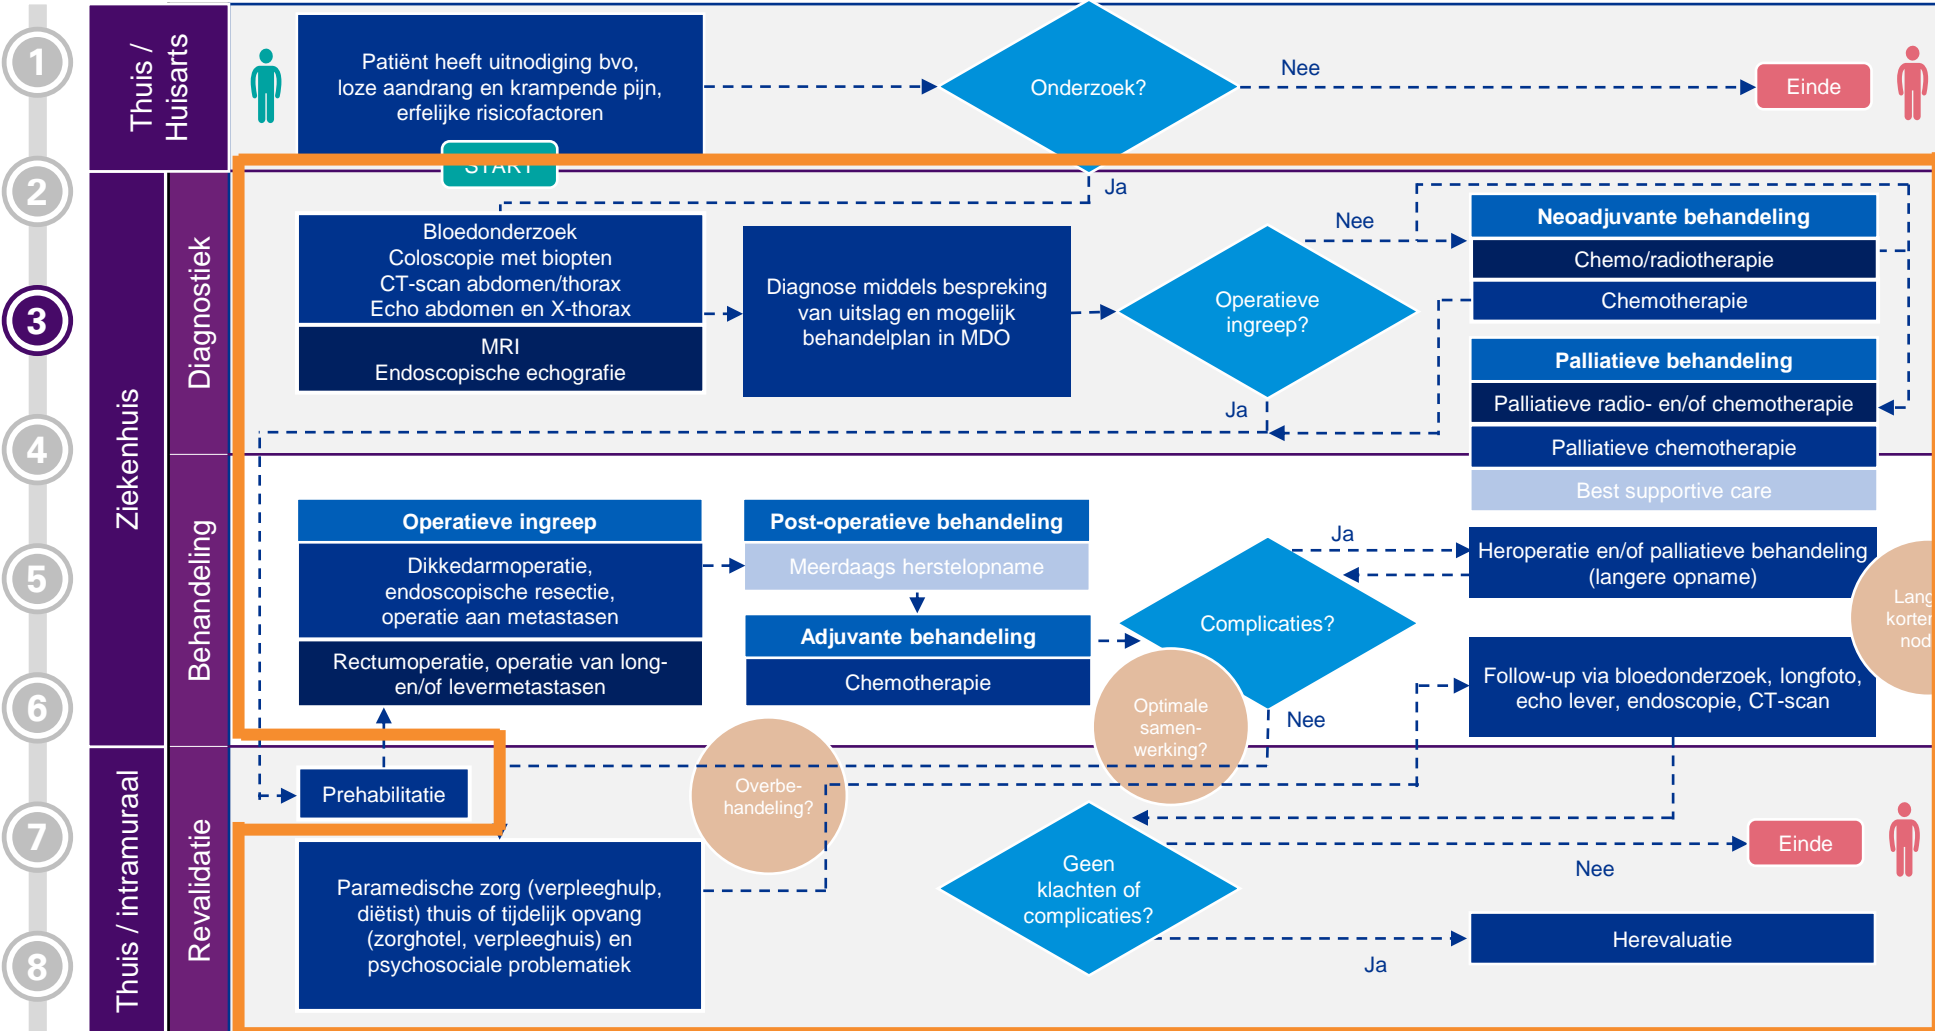 1
2
3
4
5
6
7
8
Thuis /
Huisarts
Ziekenhuis
Thuis / intramuraal
Diagnostiek
Behandeling
Revalidatie
Patiënt heeft uitnodiging bvo,
loze aandrang en krampende pijn,
erfelijke risicofactoren
START
Onderzoek?
Nee
Einde
Ja
Bloedonderzoek
Coloscopie met biopten
CT-scan abdomen/thorax
Echo abdomen en X-thorax
MRI
Endoscopische echografie
Diagnose middels bespreking
van uitslag en mogelijk
behandelplan in MDO
Operatieve
ingreep?
Nee
Ja
Neoadjuvante behandeling
Chemo/radiotherapie
Chemotherapie
Palliatieve behandeling
Palliatieve radio- en/of chemotherapie
Palliatieve chemotherapie
Best supportive care
Operatieve ingreep
Dikkedarmoperatie,
endoscopische resectie,
operatie aan metastasen
Rectumoperatie, operatie van long-
en/of levermetastasen
Post-operatieve behandeling
Meerdaags herstelopname
Adjuvante behandeling
Chemotherapie
Complicaties?
Ja
Nee
Heroperatie en/of palliatieve behandeling
(langere opname)
Follow-up via bloedonderzoek, longfoto,
echo lever, endoscopie, CT-scan
Optimale
samen-
werking?
Overbe-
handeling?
Prehabilitatie
Paramedische zorg (verpleeghulp,
diëtist) thuis of tijdelijk opvang
(zorghotel, verpleeghuis) en
psychosociale problematiek
Geen
klachten of
complicaties?
Nee
Einde
Ja
Herevaluatie